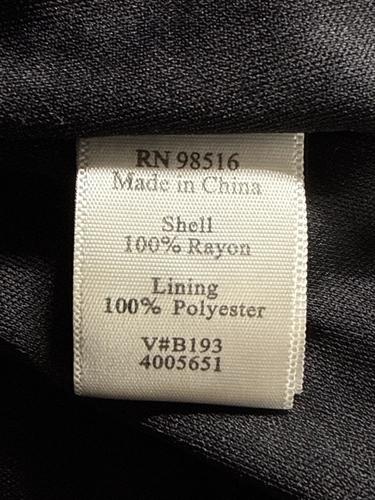 RN 98516
Made in China
Shell
100% Rayon
Lining
100% Polyester
V#B193
4005651